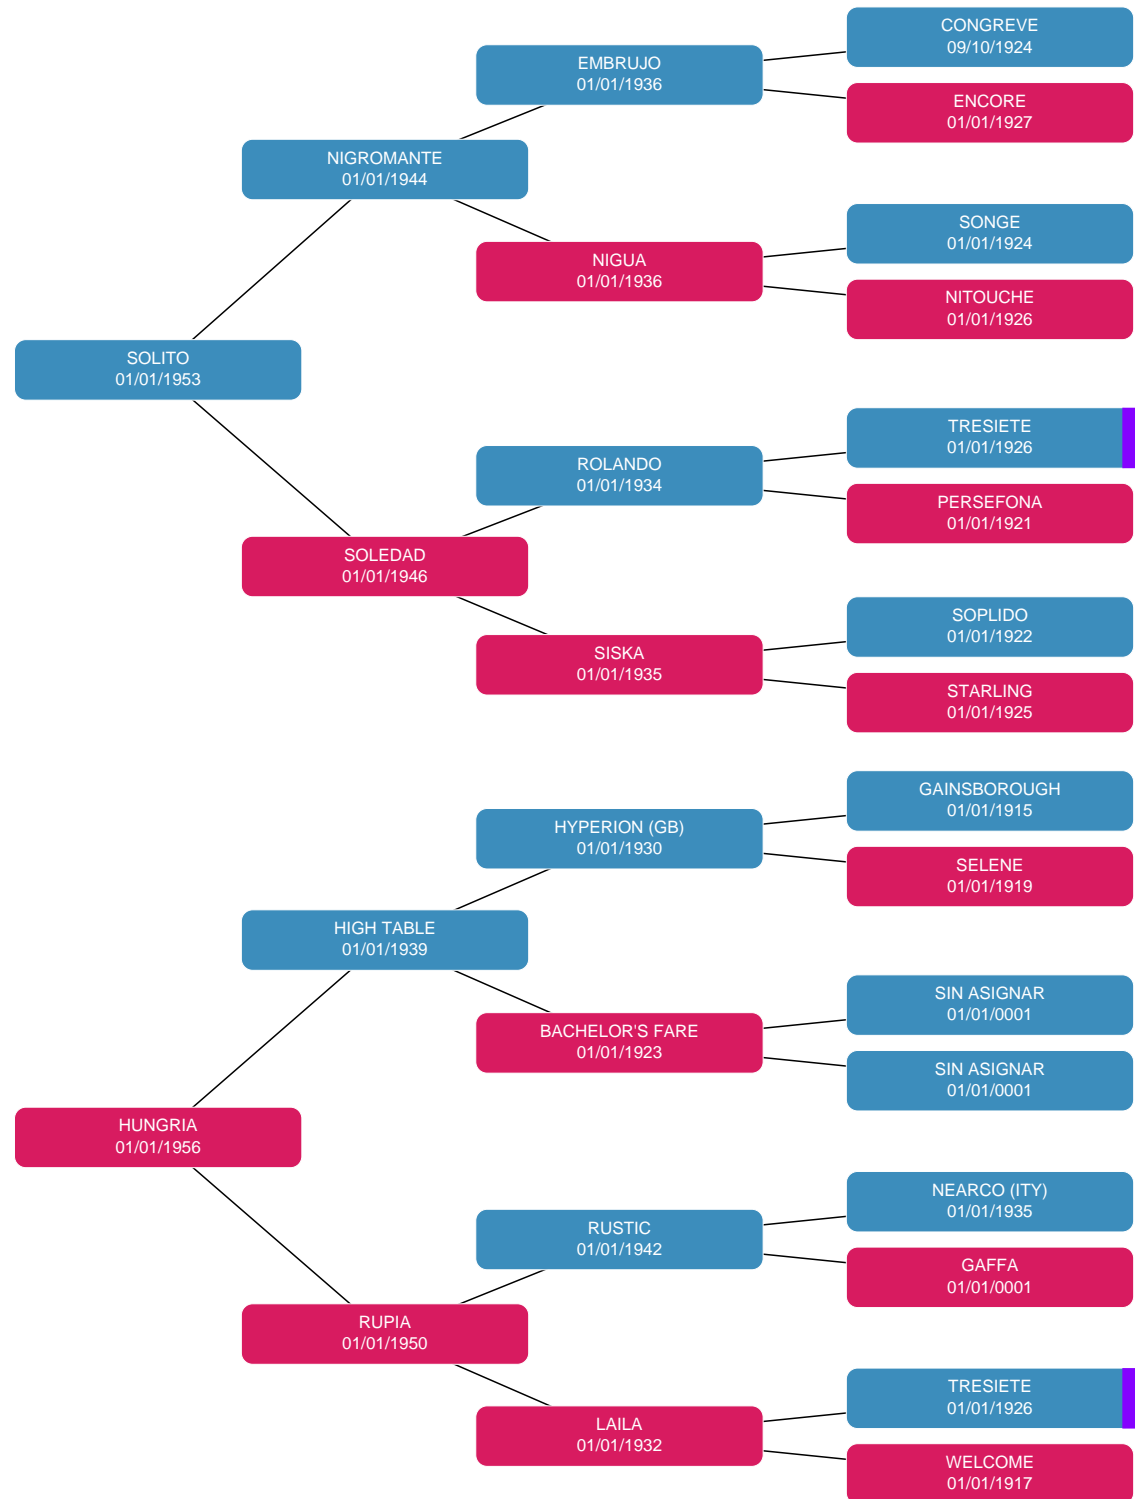 CONGREVE
09/10/1924
EMBRUJO
01/01/1936
ENCORE
01/01/1927
NIGROMANTE
01/01/1944
SONGE
01/01/1924
NIGUA
01/01/1936
NITOUCHE
01/01/1926
SOLITO
01/01/1953
TRESIETE
01/01/1926
ROLANDO
01/01/1934
PERSEFONA
01/01/1921
SOLEDAD
01/01/1946
SOPLIDO
01/01/1922
SISKA
01/01/1935
STARLING
01/01/1925
GAINSBOROUGH
01/01/1915
HYPERION (GB)
01/01/1930
SELENE
01/01/1919
HIGH TABLE
01/01/1939
SIN ASIGNAR
01/01/0001
BACHELOR'S FARE
01/01/1923
SIN ASIGNAR
01/01/0001
HUNGRIA
01/01/1956
NEARCO (ITY)
01/01/1935
RUSTIC
01/01/1942
GAFFA
01/01/0001
RUPIA
01/01/1950
TRESIETE
01/01/1926
LAILA
01/01/1932
WELCOME
01/01/1917